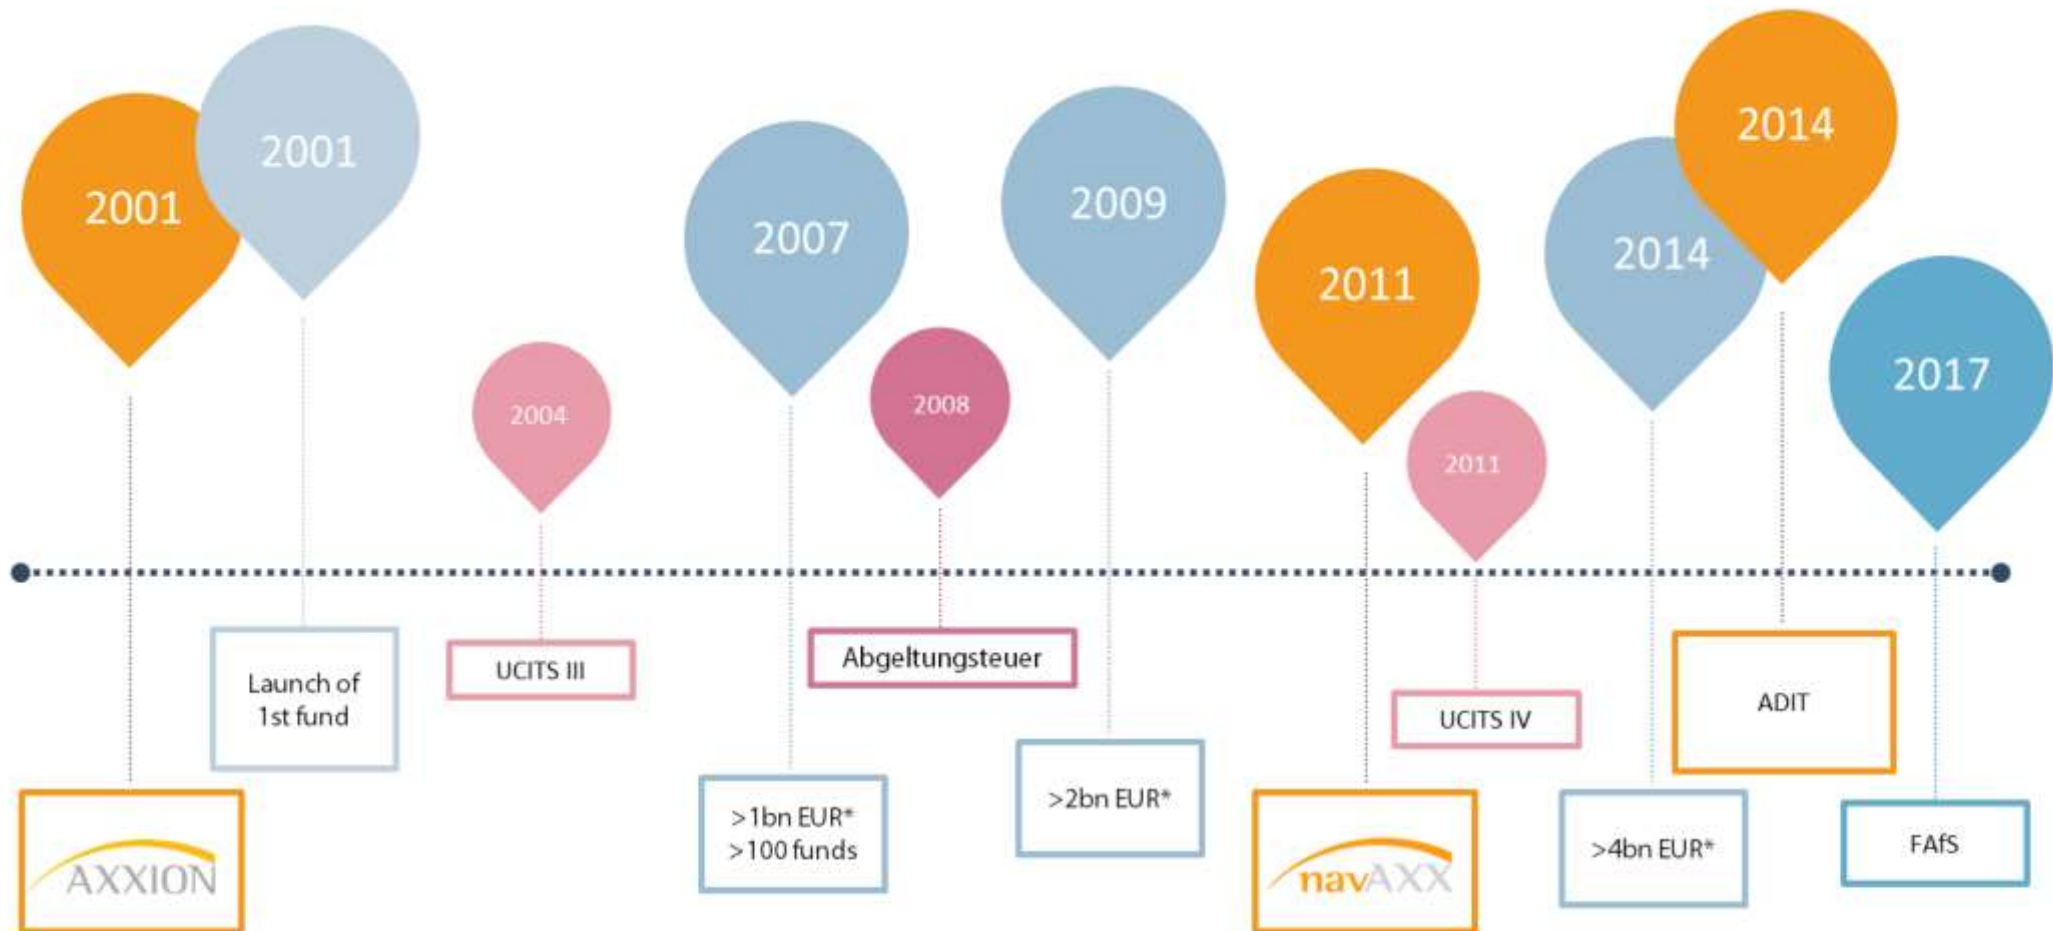 2001
AXXION
2001
Launch of
1st fund
2004
UCITS III
2007
>1bn EUR*
>100 funds
2008
Abgeltungsteuer
2009
>2bn EUR*
2011
navAXX
2011
UCITS IV
2014
>4bn EUR*
2014
ADIT
2017
FAfS